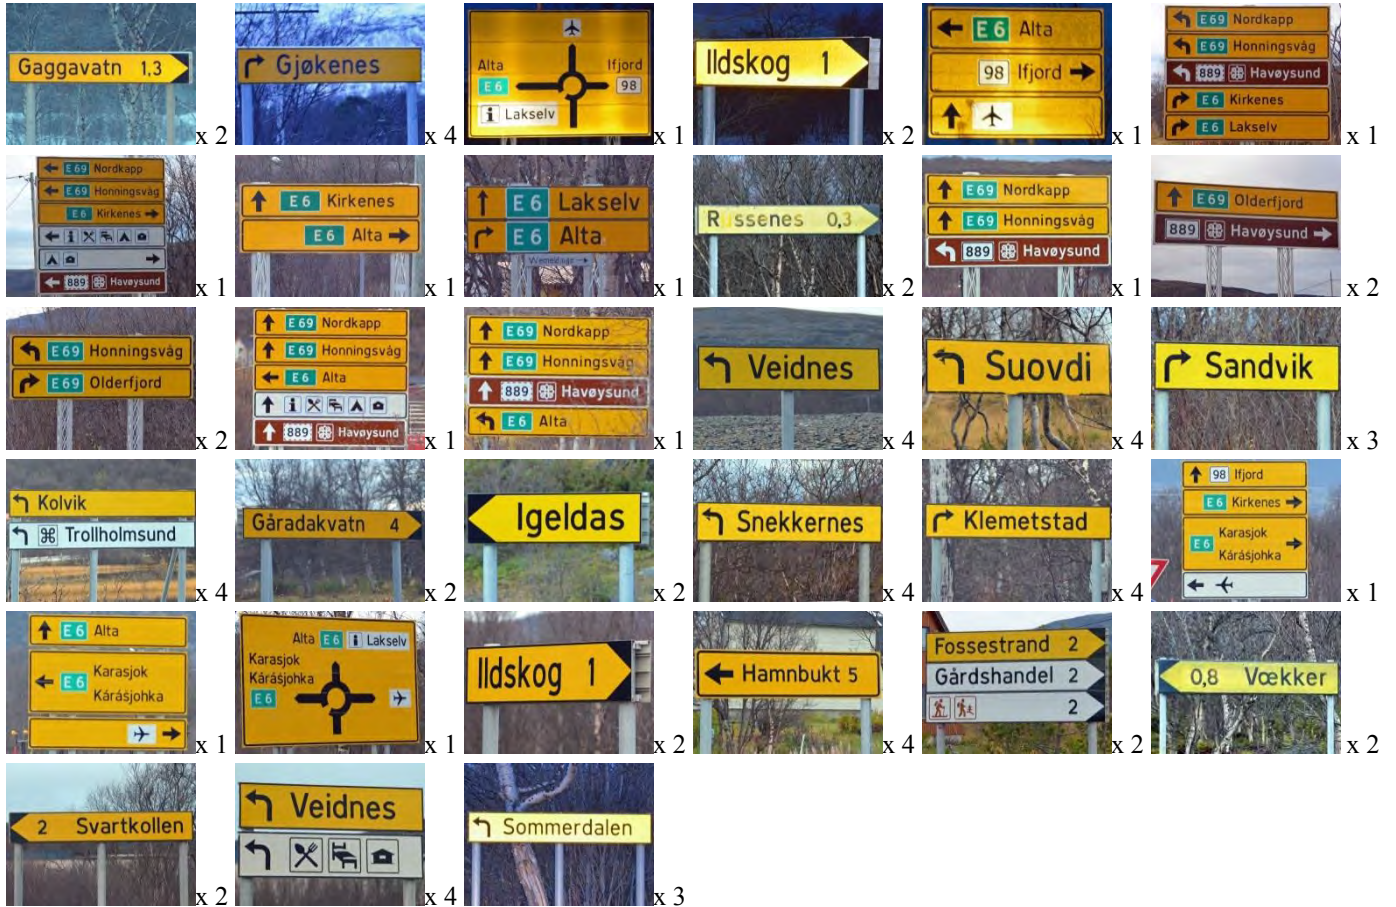 Gaggavatn 1,3
x 2
Gjøkenes
x 4
Alta
E 6
Ifjord
98
i Lakselv
x 1
Ildskog 1
x 2
E 6 Alta
98 Ifjord
x 1
E 69 Nordkapp
E 69 Honningsvåg
889 Havøysund
E 6 Kirkenes
E 6 Lakselv
x 1
E 69 Nordkapp
E 69 Honningsvåg
E 6 Kirkenes
i
889 Havøysund
x 1
E 6 Kirkenes
E 6 Alta
x 1
E 6 Lakselv
E 6 Alta
x 1
Russenes 0,3
x 2
E 69 Nordkapp
E 69 Honningsvåg
889 Havøysund
x 1
E 69 Olderfjord
889 Havøysund
x 2
E 69 Honningsvåg
E 69 Olderfjord
x 2
E 69 Nordkapp
E 69 Honningsvåg
E 6 Alta
i
889 Havøysund
x 1
E 69 Nordkapp
E 69 Honningsvåg
889 Havøysund
E 6 Alta
x 1
Veidnes
x 4
Suovdi
x 4
Sandvik
x 3
Kolvik
Trollholmsund
x 4
Gåradakvatn 4
x 2
Igeldas
x 2
Snekkernes
x 4
Klemetstad
x 4
98 Ifjord
E 6 Kirkenes
E 6 Karasjok
Kárášjohka
x 1
E 6 Alta
E 6 Karasjok
Kárášjohka
x 1
Alta E 6 i Lakselv
Karasjok
Kárášjohka
E 6
x 1
Ildskog 1
x 2
Hamnbukt 5
x 4
Fossestrand 2
Gårdshandel 2
2
x 2
0,8 Vækker
x 2
2 Svartkollen
x 2
Veidnes
x 4
Sommerdalen
x 3